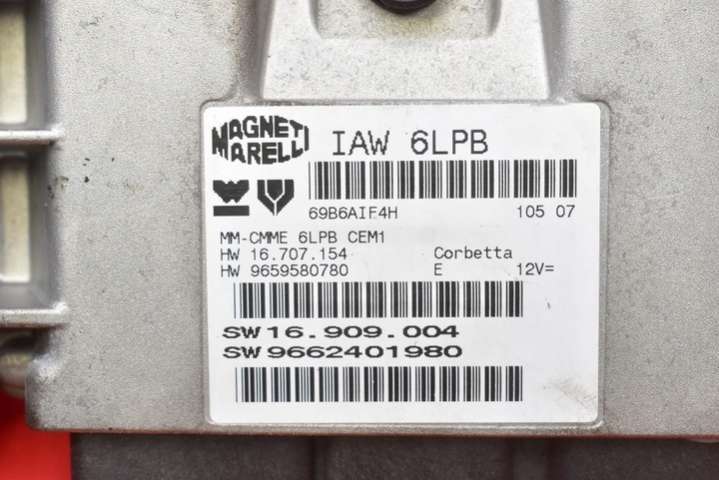 MAGNETI
MARELLI
IAW 6LPB
69B6AIE4H 105 07
MM-CMME 6LPB CEM1
HW 16.707.154 Corbetta
HW 9659580780 E 12V=
SW 16.909.004
SW 9662401980